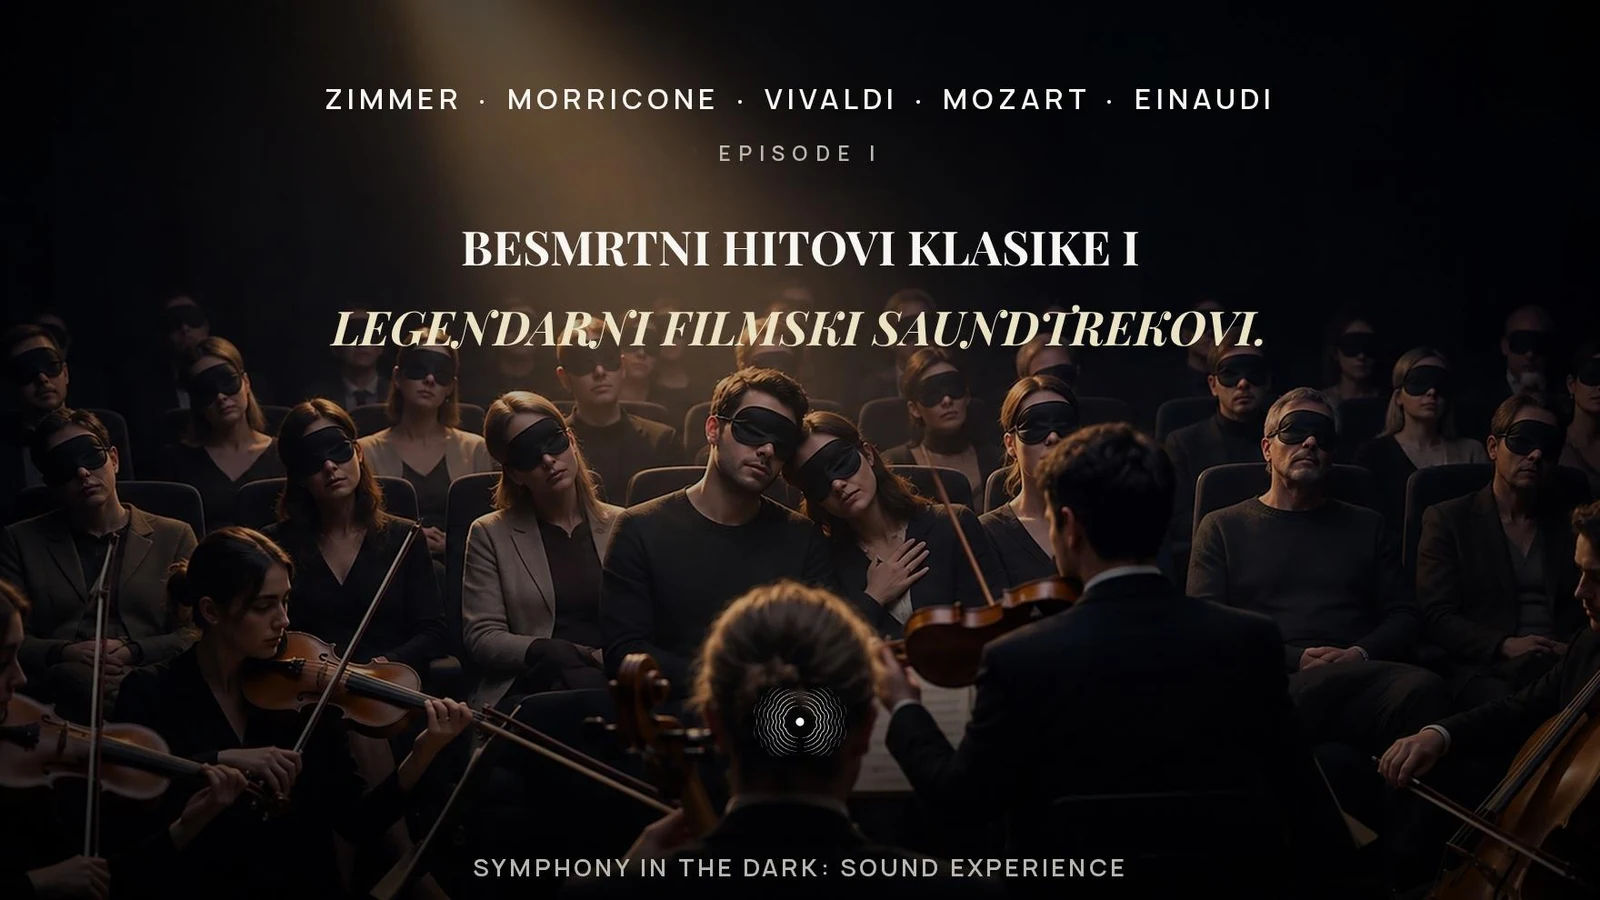 ZIMMER · MORRICONE · VIVALDI · MOZART · EINAUDI
EPISODE I
BESMRTNI HITOVI KLASIKE I
LEGENDARNI FILMSKI SAUNDTREKOVI.
SYMPHONY IN THE DARK: SOUND EXPERIENCE